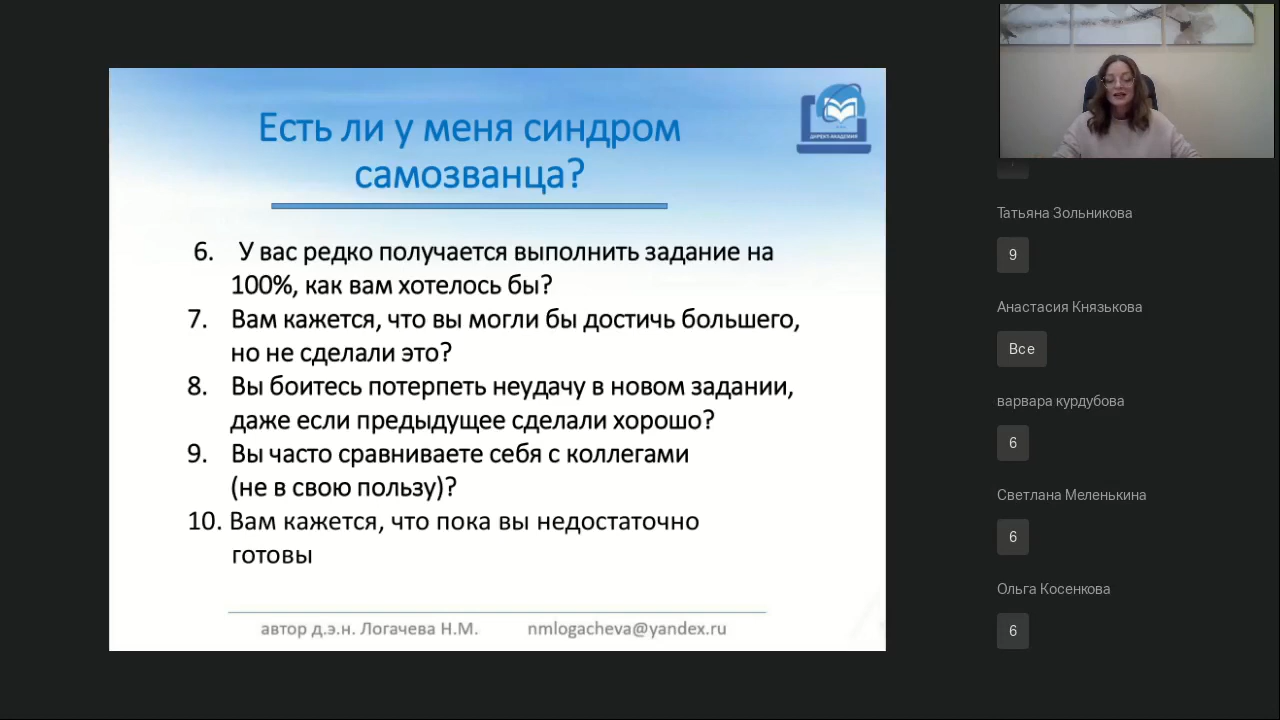 Есть ли у меня синдром
самозванца?
ДИРЕКТ-АКАДЕМИЯ
6. У вас редко получается выполнить задание на
100%, как вам хотелось бы?
7. Вам кажется, что вы могли бы достичь большего,
но не сделали это?
8. Вы боитесь потерпеть неудачу в новом задании,
даже если предыдущее сделали хорошо?
9. Вы часто сравниваете себя с коллегами
(не в свою пользу)?
10. Вам кажется, что пока вы недостаточно
готовы
автор д.э.н. Логачева Н.М. nmlogacheva@yandex.ru
Татьяна Зольникова
9
Анастасия Князькова
Все
варвара курдубова
6
Светлана Меленькина
6
Ольга Косенкова
6